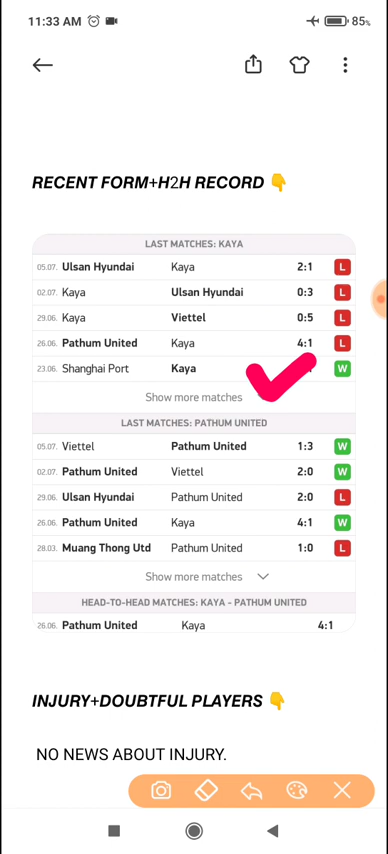 11:33 AM 85%
RECENT FORM+H2H RECORD 👇
LAST MATCHES: KAYA
05.07. Ulsan Hyundai Kaya 2:1 L
02.07. Kaya Ulsan Hyundai 0:3 L
29.06. Kaya Viettel 0:5 L
26.06. Pathum United Kaya 4:1 L
23.06. Shanghai Port Kaya W
Show more matches
LAST MATCHES: PATHUM UNITED
05.07. Viettel Pathum United 1:3 W
02.07. Pathum United Viettel 2:0 W
29.06. Ulsan Hyundai Pathum United 2:0 L
26.06. Pathum United Kaya 4:1 W
28.03. Muang Thong Utd Pathum United 1:0 L
Show more matches
HEAD-TO-HEAD MATCHES: KAYA - PATHUM UNITED
26.06. Pathum United Kaya 4:1
INJURY+DOUBTFUL PLAYERS 👇
NO NEWS ABOUT INJURY.